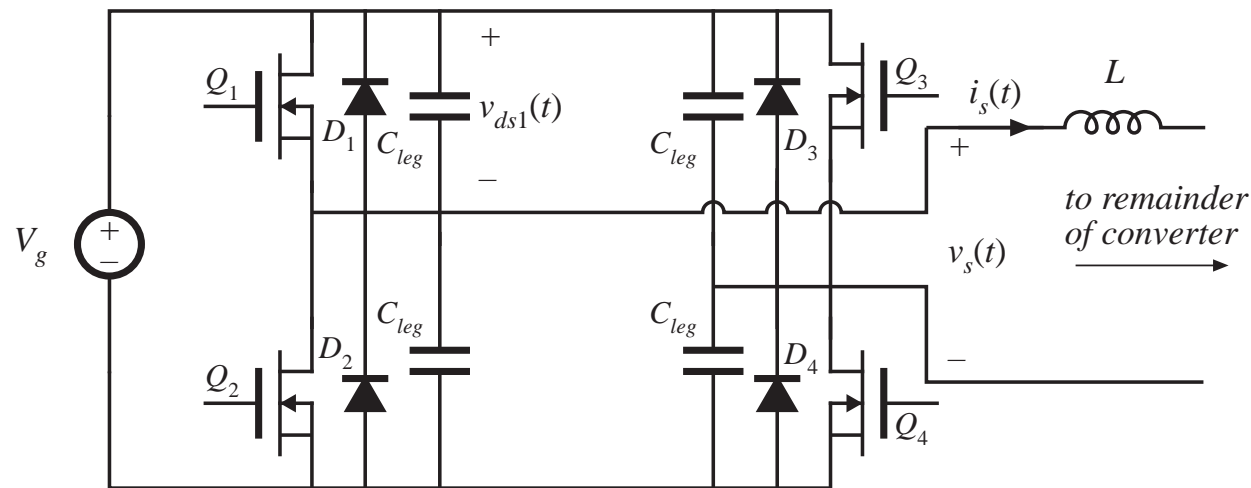 +
Q1
D1
Cleg
vds1(t)
–
Cleg
D3
Q3
is(t)
L
+
Vg
+
–
to remainder
of converter
vs(t)
Q2
D2
Cleg
Cleg
D4
Q4
–